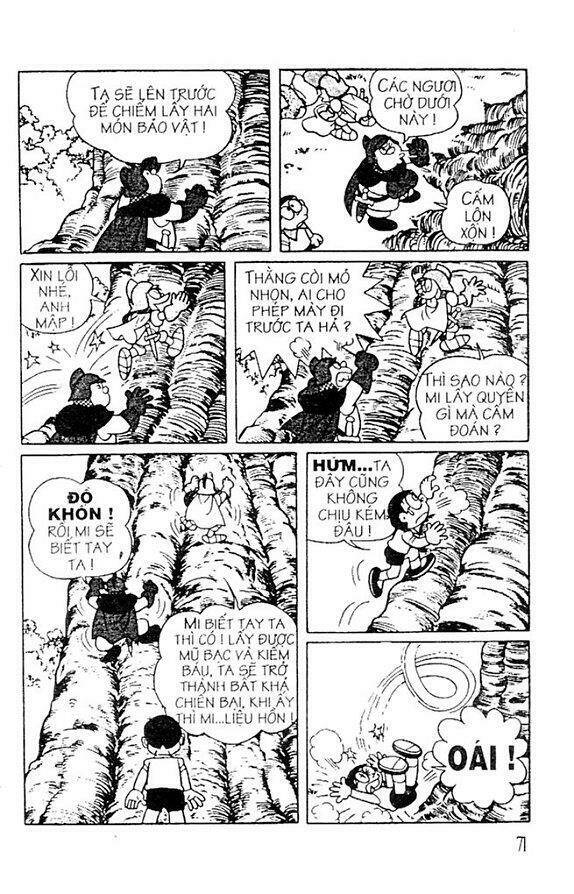 TA SẼ LÊN TRƯỚC
ĐỂ CHIẾM LẤY HAI
MÓN BẢO VẬT !
CÁC NGƯƠI
CHỜ DƯỚI
NÀY !
CẤM
LỘN
XỘN !
XIN LỖI
NHÉ,
ANH
MẬP !
THẰNG CÒI MỎ
NHỌN, AI CHO
PHÉP MÀY ĐI
TRƯỚC TA HẢ ?
THÌ SAO NÀO ?
MI LẤY QUYỀN
GÌ MÀ CẤM
ĐOÁN ?
ĐỒ
KHỐN !
RỒI MI SẼ
BIẾT TAY
TA !
MI BIẾT TAY TA
THÌ CÓ ! LẤY ĐƯỢC
MŨ BẠC VÀ KIẾM
BÁU, TA SẼ TRỞ
THÀNH BẤT KHẢ
CHIẾN BẠI, KHI ẤY
THÌ MI...LIỆU HỒN !
HỪM...TA
ĐÂY CŨNG
KHÔNG
CHỊU KÉM
ĐÂU !
OÁI !
71